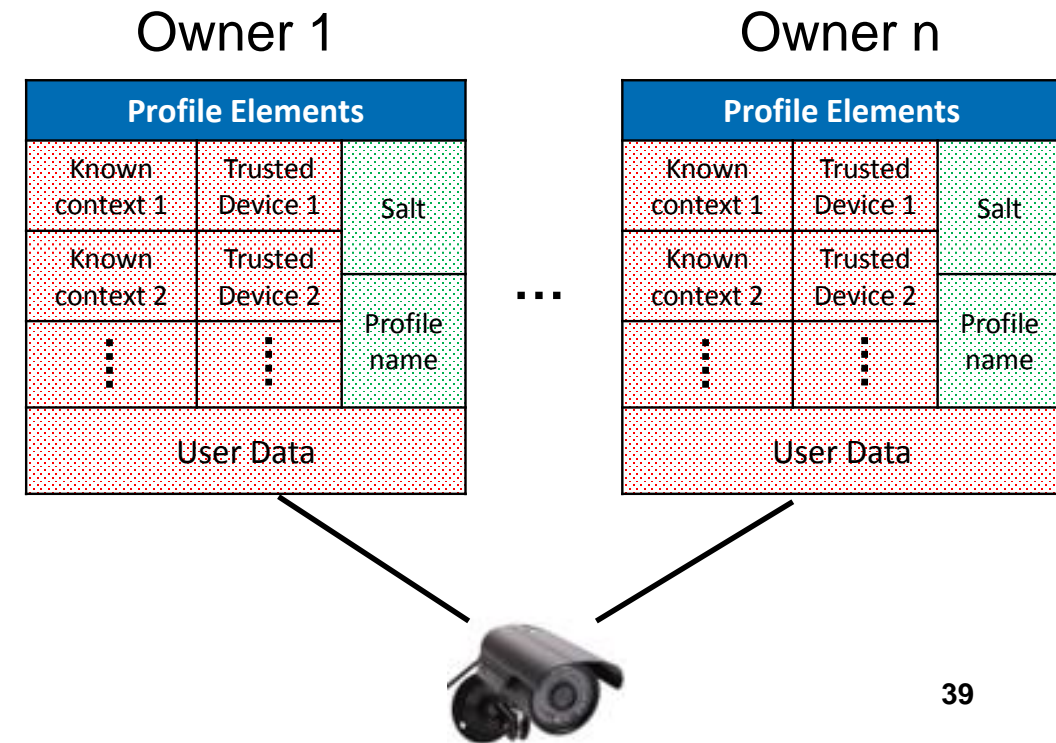 Owner 1
Owner n
Profile Elements
Known
context 1
Trusted
Device 1
Salt
Known
context 2
Trusted
Device 2
Profile
name
⋮
⋮
User Data
...
Profile Elements
Known
context 1
Trusted
Device 1
Salt
Known
context 2
Trusted
Device 2
Profile
name
⋮
⋮
User Data
39